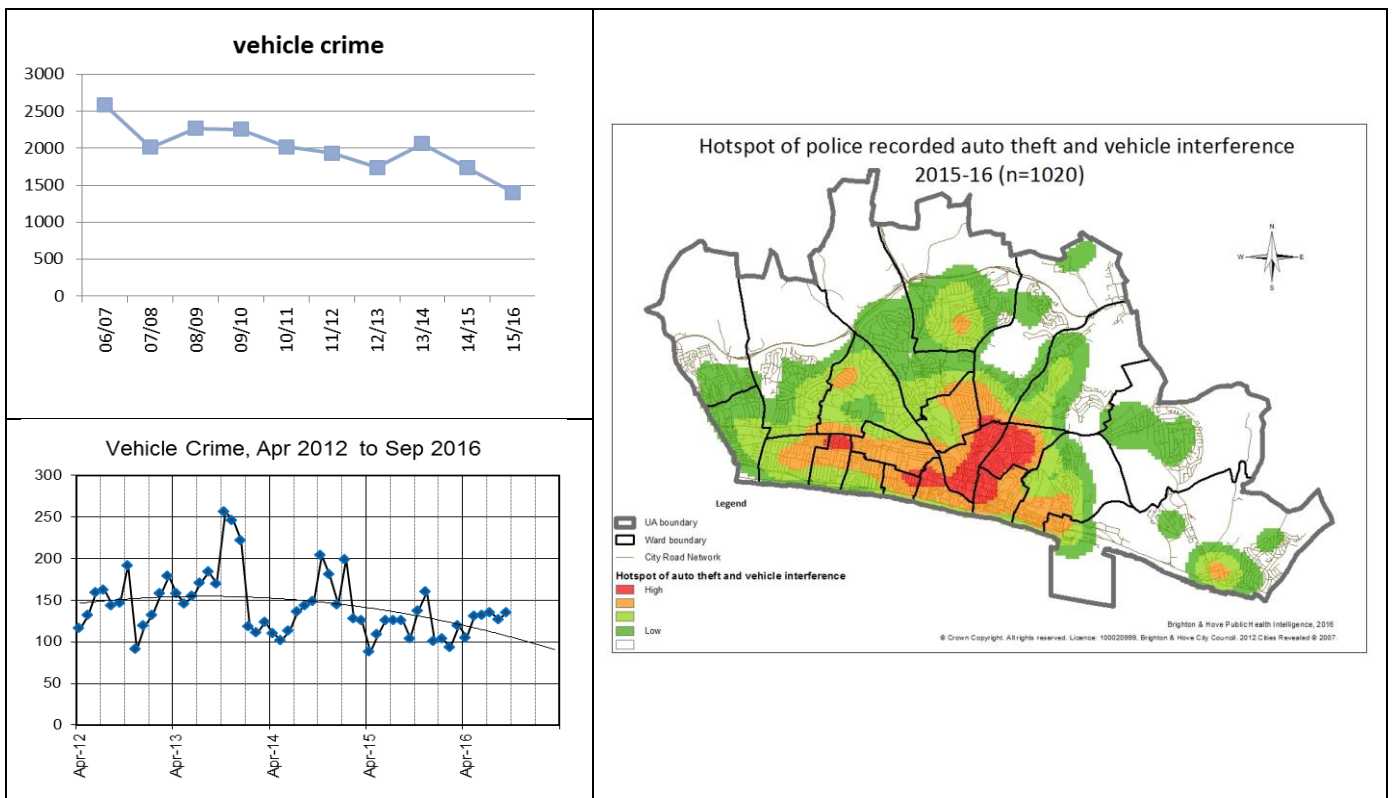 vehicle crime
3000
2500
2000
1500
1000
500
0
06/07
07/08
08/09
09/10
10/11
11/12
12/13
13/14
14/15
15/16
Vehicle Crime, Apr 2012 to Sep 2016
300
250
200
150
100
50
0
Apr-12
Apr-13
Apr-14
Apr-15
Apr-16
Hotspot of police recorded auto theft and vehicle interference
2015-16 (n=1020)
N
W E
S
Legend
UA boundary
Ward boundary
City Road Network
Hotspot of auto theft and vehicle interference
High
Low
Brighton & Hove Public Health Intelligence, 2016
© Crown Copyright. All rights reserved. Licence: 100020999, Brighton & Hove City Council. 2012.Cities Revealed © 2007.